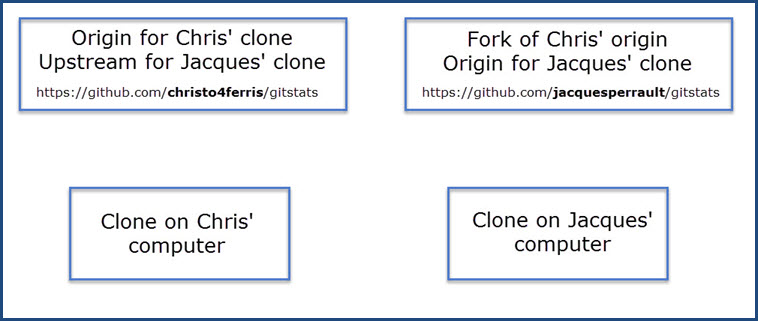 Origin for Chris' clone
Upstream for Jacques' clone
https://github.com/christo4ferris/gitstats
Fork of Chris' origin
Origin for Jacques' clone
https://github.com/jacquesperrault/gitstats
Clone on Chris'
computer
Clone on Jacques'
computer